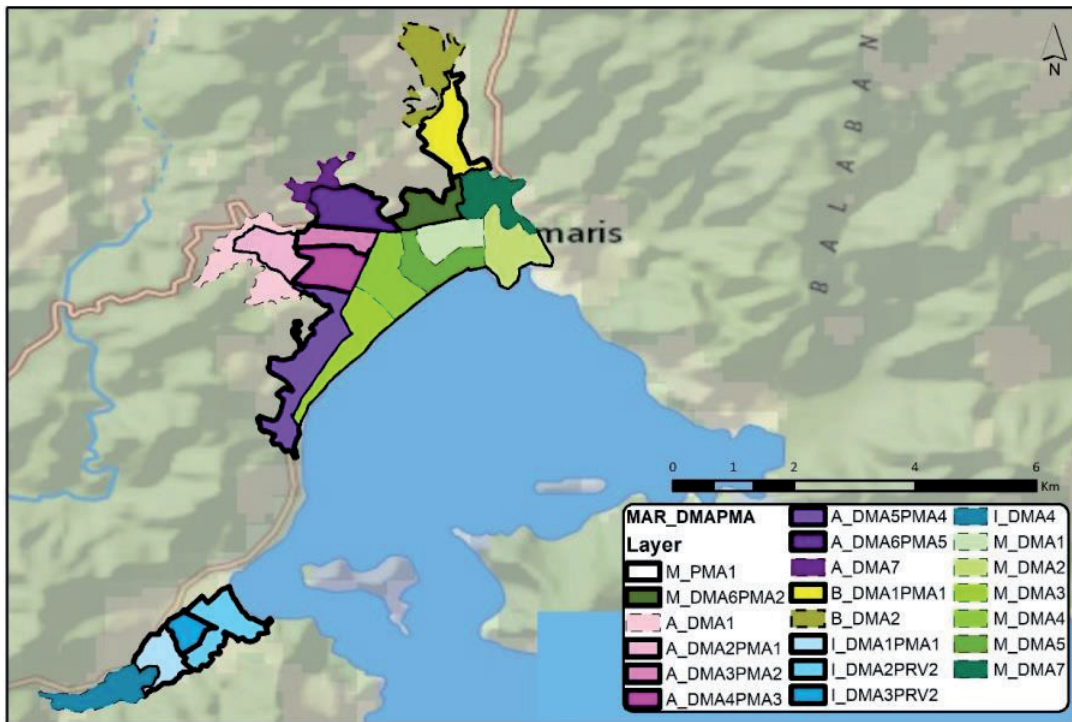 N
BALABAN
maris
0 1 2 4 6
Km
MAR_DMAPMA
Layer
M_PMA1
M_DMA6PMA2
A_DMA1
A_DMA2PMA1
A_DMA3PMA2
A_DMA4PMA3
A_DMA5PMA4
A_DMA6PMA5
A_DMA7
B_DMA1PMA1
B_DMA2
I_DMA1PMA1
I_DMA2PRV2
I_DMA3PRV2
I_DMA4
M_DMA1
M_DMA2
M_DMA3
M_DMA4
M_DMA5
M_DMA7